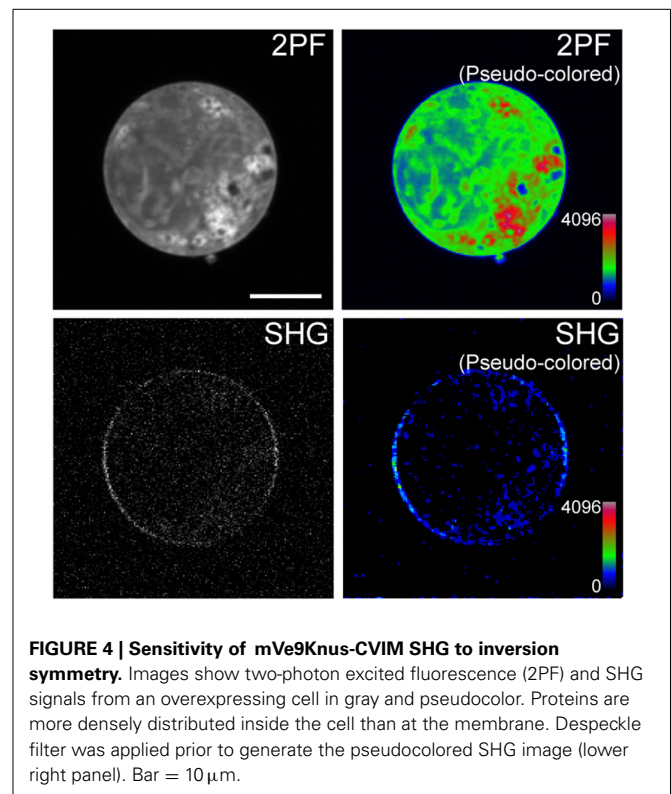 2PF
2PF
(Pseudo-colored)
4096
0
SHG
SHG
(Pseudo-colored)
4096
0
FIGURE 4 | Sensitivity of mVe9Knus-CVIM SHG to inversion
symmetry. Images show two-photon excited fluorescence (2PF) and SHG
signals from an overexpressing cell in gray and pseudocolor. Proteins are
more densely distributed inside the cell than at the membrane. Despeckle
filter was applied prior to generate the pseudocolored SHG image (lower
right panel). Bar = 10 μm.